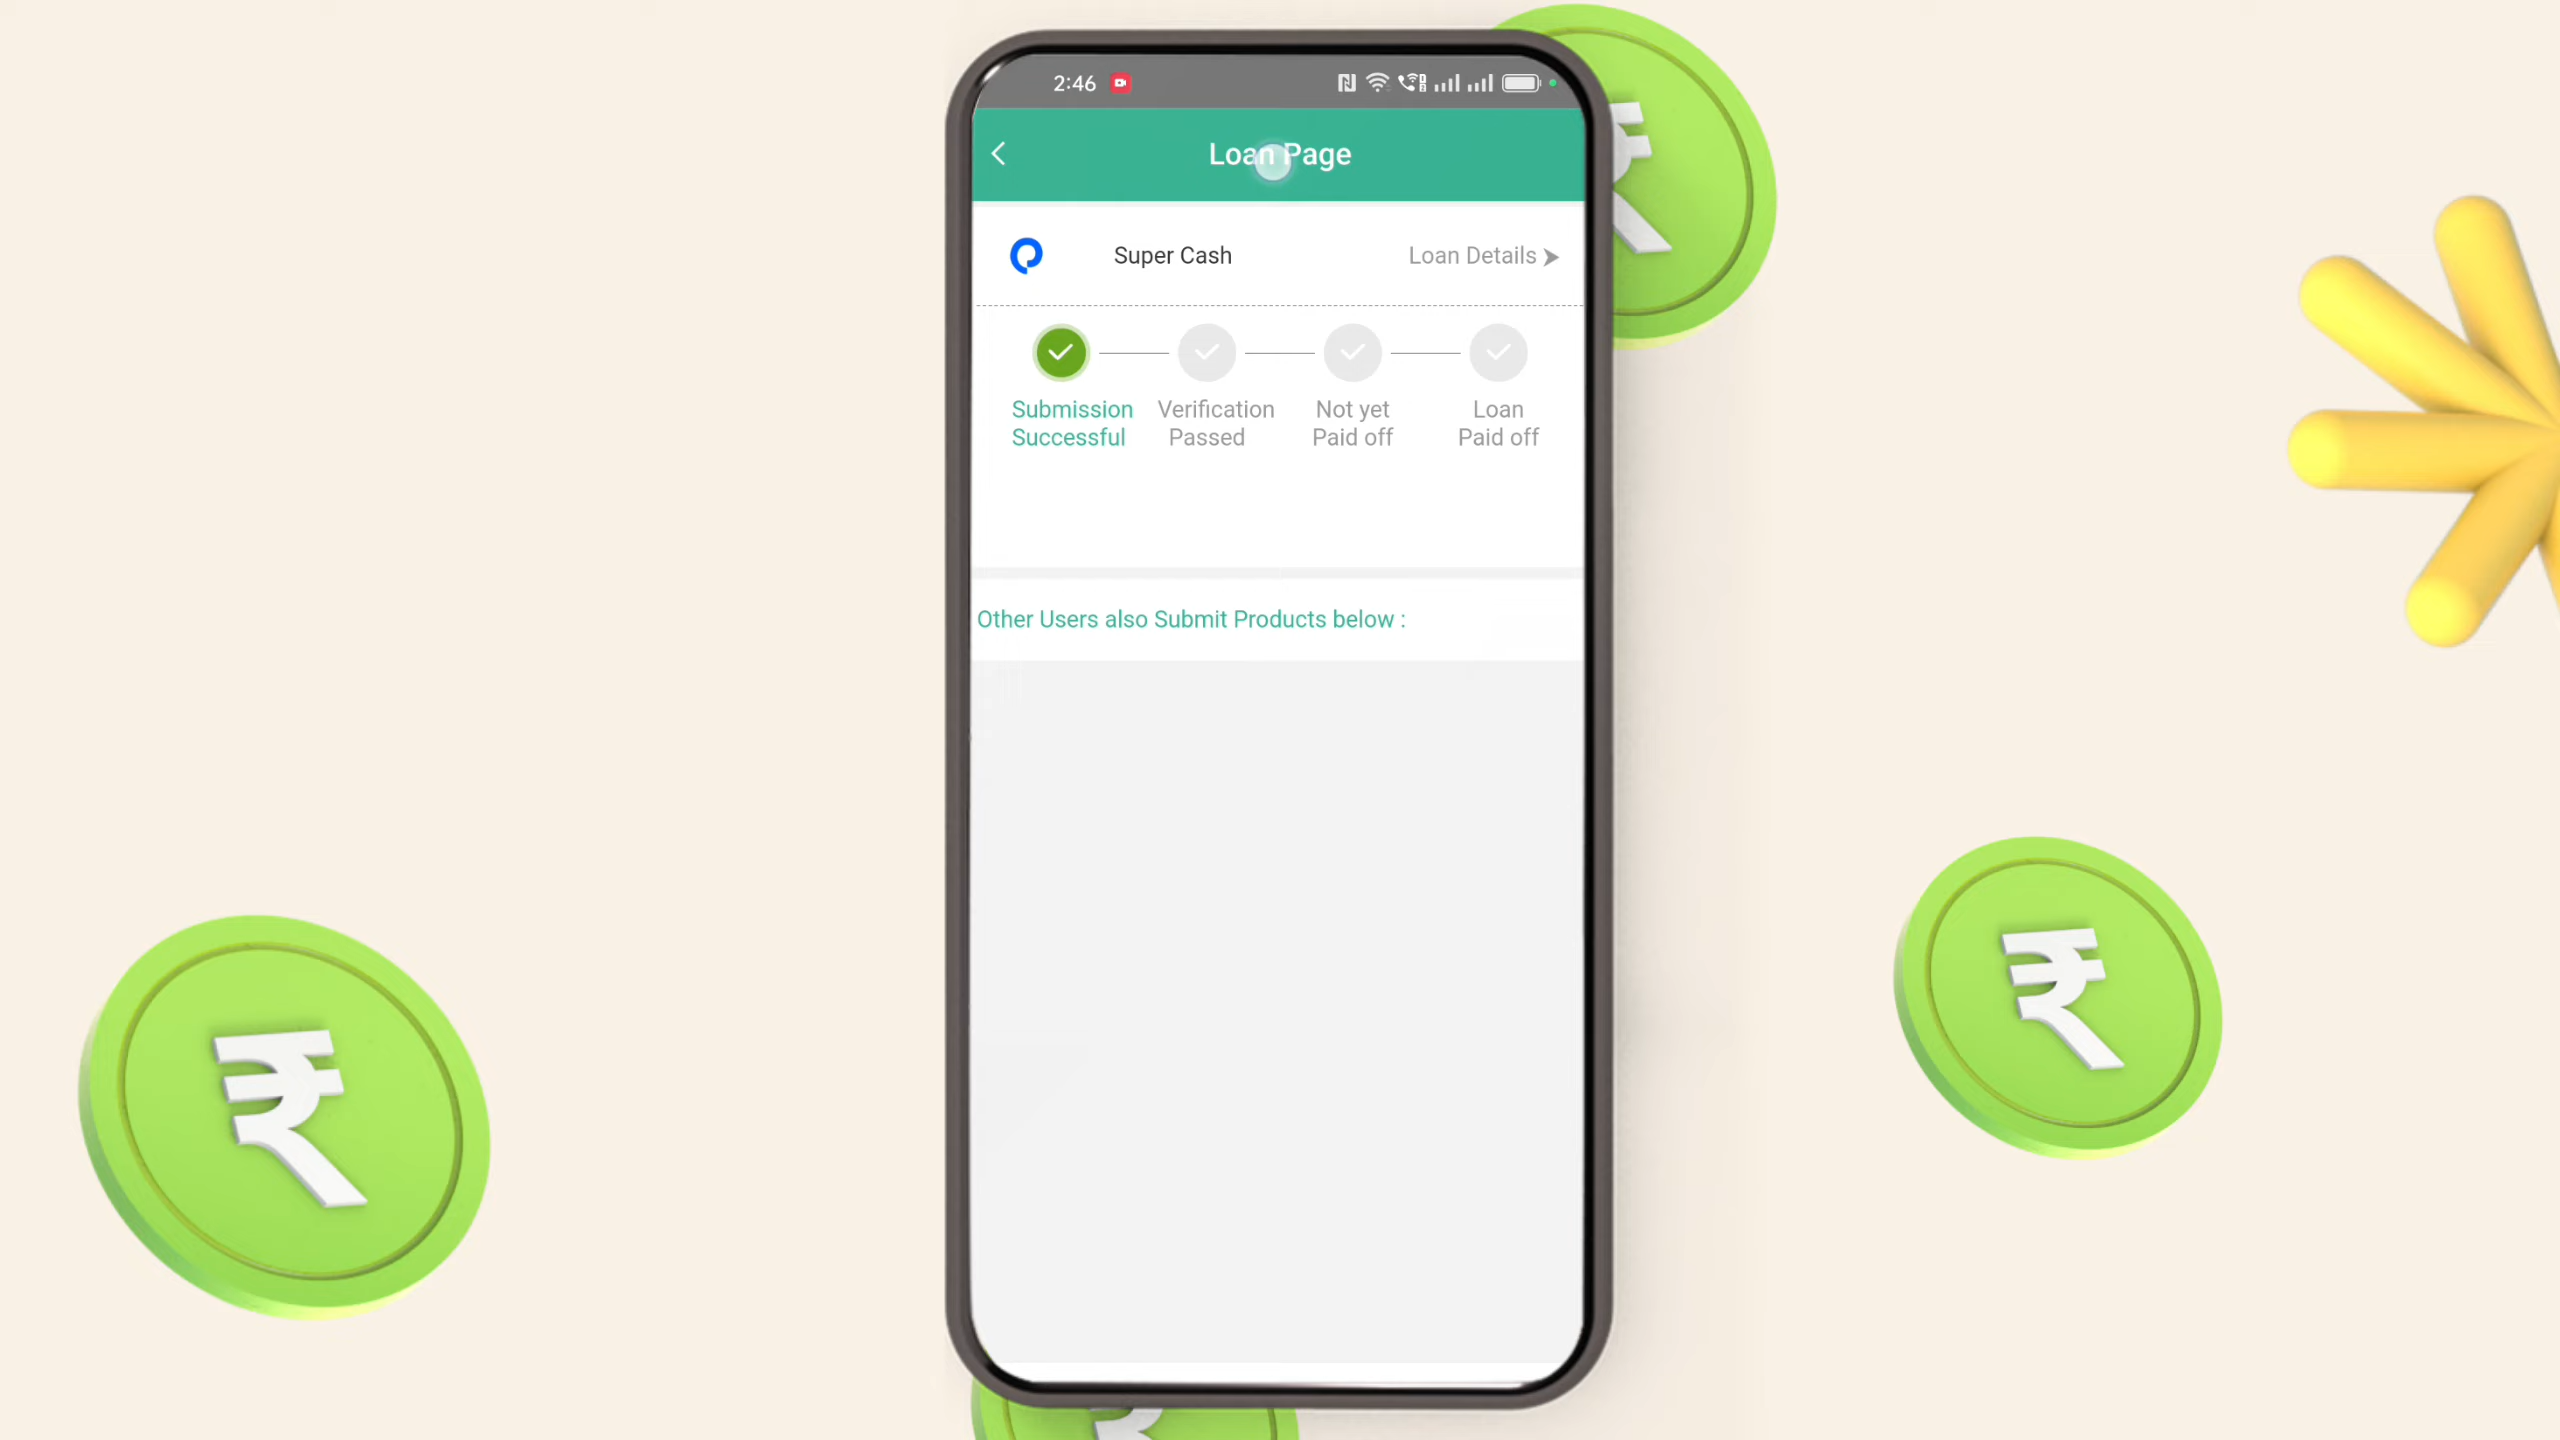 2:46
Loan Page
Super Cash
Loan Details
Submission
Successful
Verification
Passed
Not yet
Paid off
Loan
Paid off
Other Users also Submit Products below :
₹
₹
₹